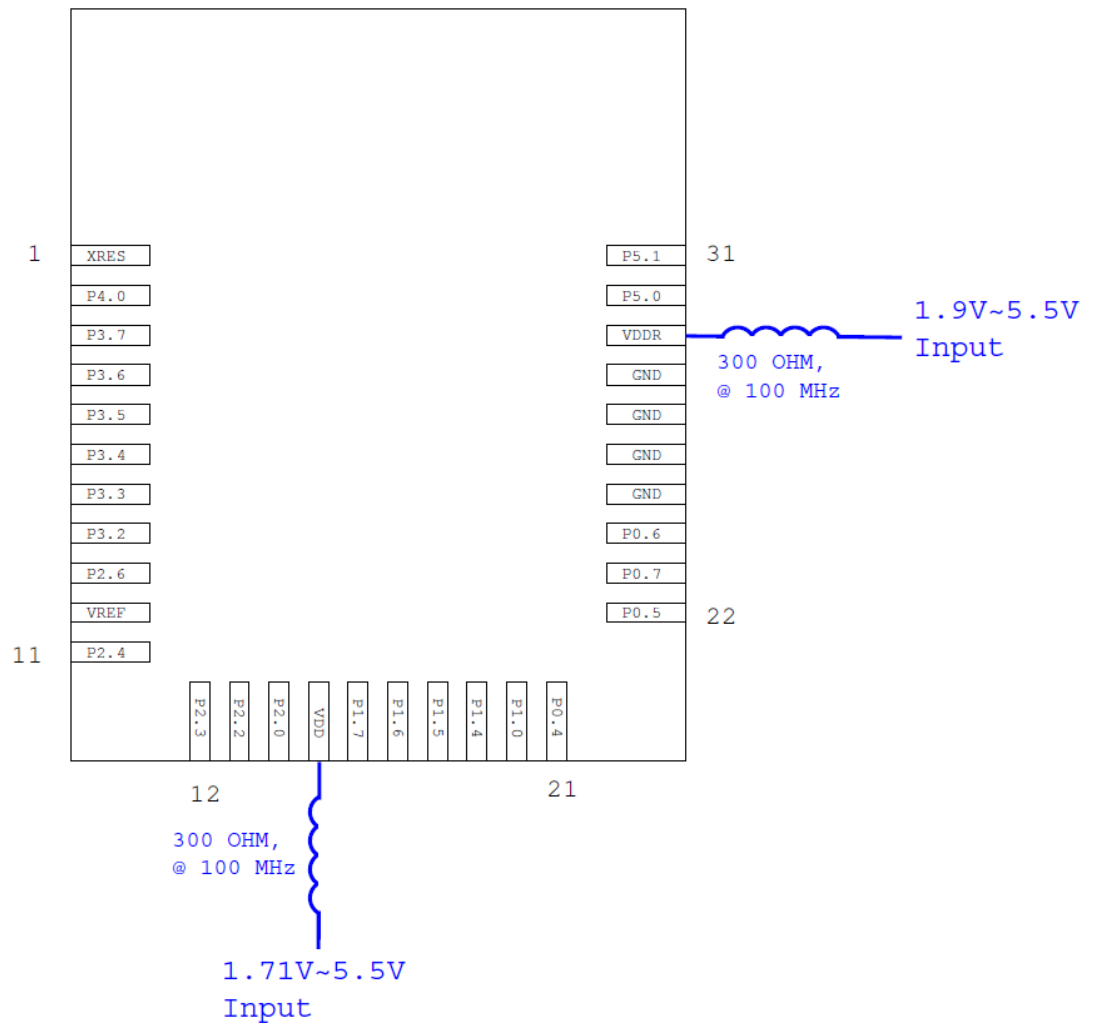 1
XRES
P4.0
P3.7
P3.6
P3.5
P3.4
P3.3
P3.2
P2.6
VREF
11
P2.4
P5.1
31
P5.0
VDDR
1.9V~5.5V
Input
300 OHM,
@ 100 MHz
GND
GND
GND
GND
P0.6
P0.7
P0.5
22
P2.3
P2.2
P2.0
VDD
P1.7
P1.6
P1.5
P1.4
P1.0
P0.4
12
21
300 OHM,
@ 100 MHz
1.71V~5.5V
Input